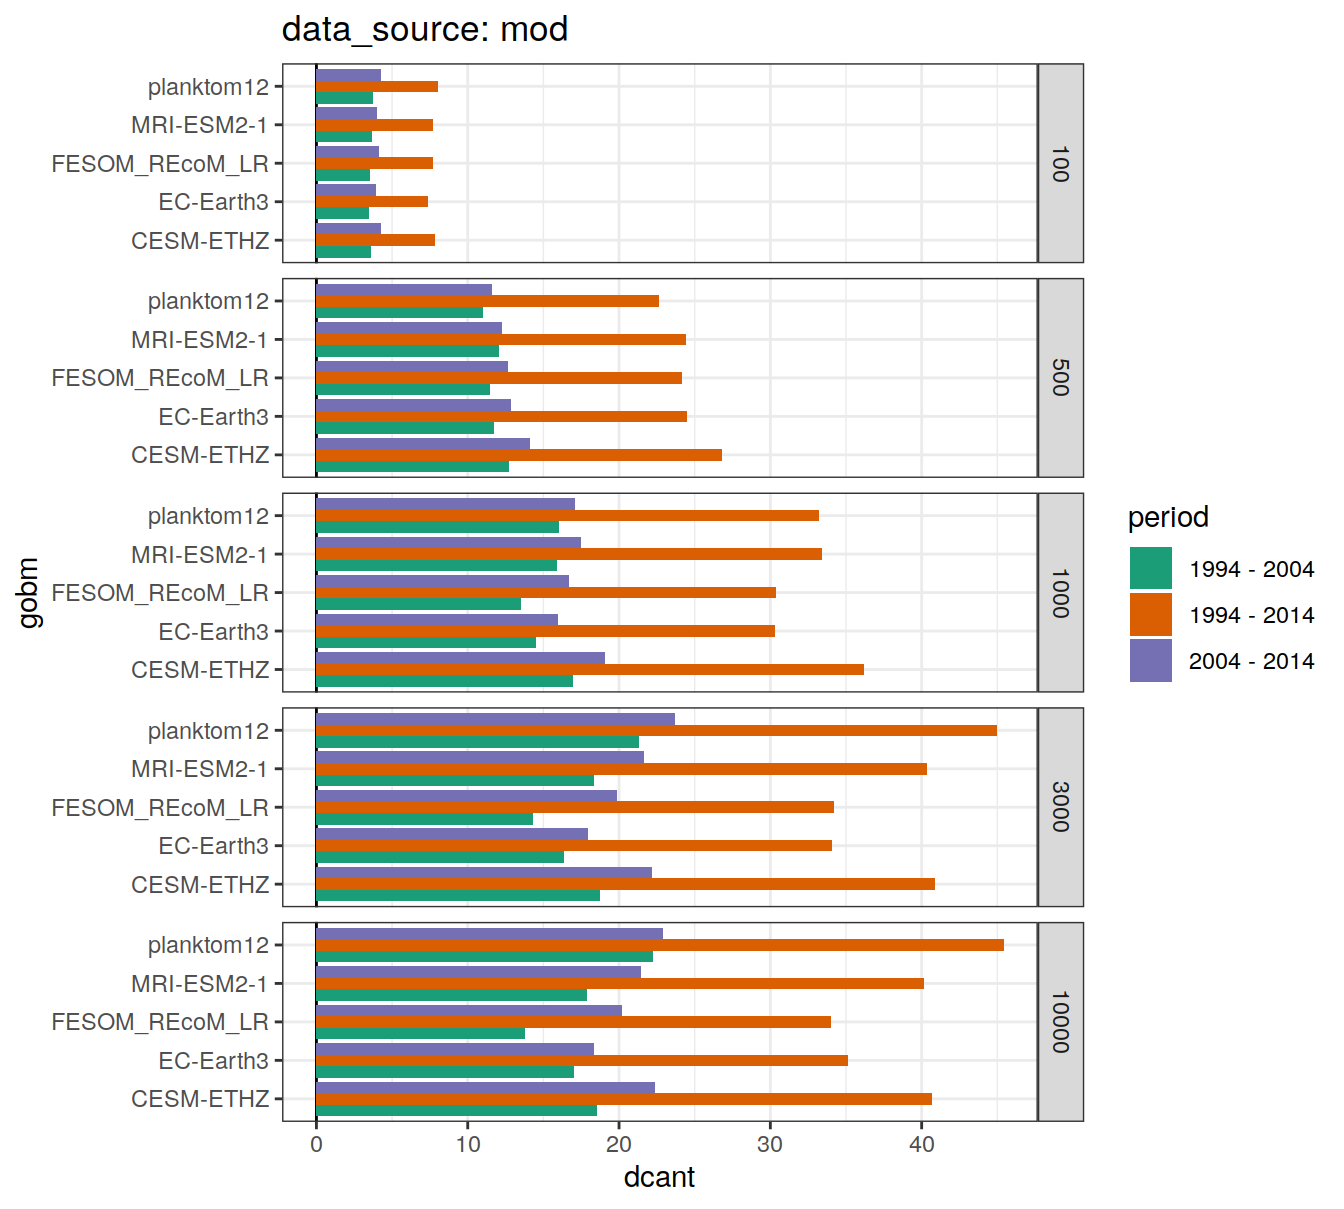 data_source: mod
planktom12
MRI-ESM2-1
FESOM_REcoM_LR
EC-Earth3
CESM-ETHZ
100
planktom12
MRI-ESM2-1
FESOM_REcoM_LR
EC-Earth3
CESM-ETHZ
500
planktom12
MRI-ESM2-1
FESOM_REcoM_LR
EC-Earth3
CESM-ETHZ
1000
planktom12
MRI-ESM2-1
FESOM_REcoM_LR
EC-Earth3
CESM-ETHZ
3000
planktom12
MRI-ESM2-1
FESOM_REcoM_LR
EC-Earth3
CESM-ETHZ
10000
0 10 20 30 40
dcant
gobm
period
1994 - 2004
1994 - 2014
2004 - 2014